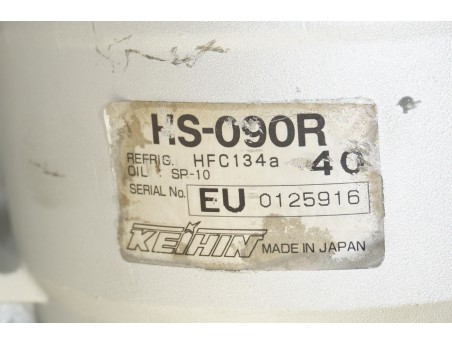 HS-090R
REFRIG. HFC134a 40
OIL : SP-10
SERIAL No. EU 0125916
KEIHIN MADE IN JAPAN